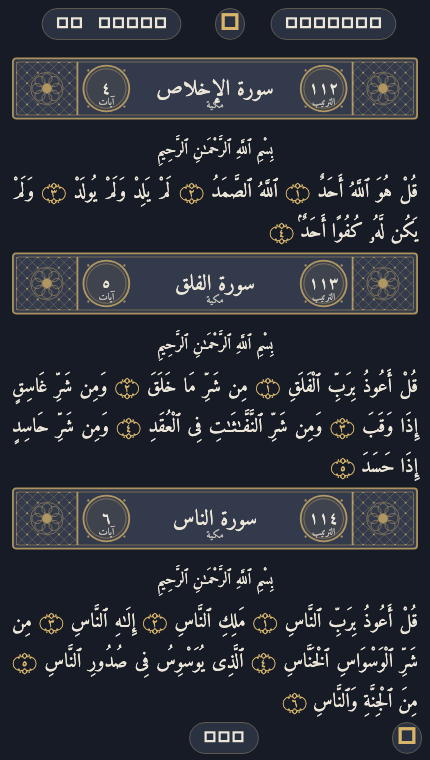 ١١٢ الترتيب سورة الإخلاص مكية ٤ آيات
بِسْمِ ٱللَّهِ ٱلرَّحْمَٰنِ ٱلرَّحِيمِ
قُلْ هُوَ ٱللَّهُ أَحَدٌ ١ ٱللَّهُ ٱلصَّمَدُ ٢ لَمْ يَلِدْ وَلَمْ يُولَدْ ٣ وَلَمْ
يَكُن لَّهُۥ كُفُوًا أَحَدٌۢ ٤
١١٣ الترتيب سورة الفلق مكية ٥ آيات
بِسْمِ ٱللَّهِ ٱلرَّحْمَٰنِ ٱلرَّحِيمِ
قُلْ أَعُوذُ بِرَبِّ ٱلْفَلَقِ ١ مِن شَرِّ مَا خَلَقَ ٢ وَمِن شَرِّ غَاسِقٍ
إِذَا وَقَبَ ٣ وَمِن شَرِّ ٱلنَّفَّٰثَٰتِ فِى ٱلْعُقَدِ ٤ وَمِن شَرِّ حَاسِدٍ
إِذَا حَسَدَ ٥
١١٤ الترتيب سورة الناس مكية ٦ آيات
بِسْمِ ٱللَّهِ ٱلرَّحْمَٰنِ ٱلرَّحِيمِ
قُلْ أَعُوذُ بِرَبِّ ٱلنَّاسِ ١ مَلِكِ ٱلنَّاسِ ٢ إِلَٰهِ ٱلنَّاسِ ٣ مِن
شَرِّ ٱلْوَسْوَاسِ ٱلْخَنَّاسِ ٤ ٱلَّذِى يُوَسْوِسُ فِى صُدُورِ ٱلنَّاسِ ٥
مِنَ ٱلْجِنَّةِ وَٱلنَّاسِ ٦